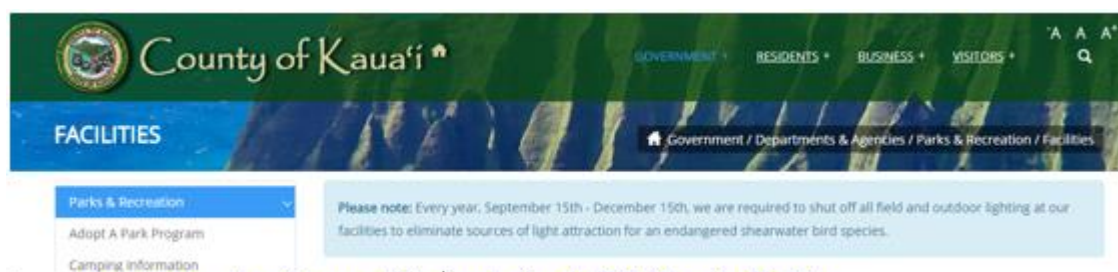 'A A A+
County of Kauaʻi
GOVERNMENT + RESIDENTS + BUSINESS + VISITORS +
FACILITIES
Government / Departments & Agencies / Parks & Recreation / Facilities
Parks & Recreation
Adopt A Park Program
Camping Information
Please note: Every year, September 15th - December 15th, we are required to shut off all field and outdoor lighting at our
facilities to eliminate sources of light attraction for an endangered shearwater bird species.